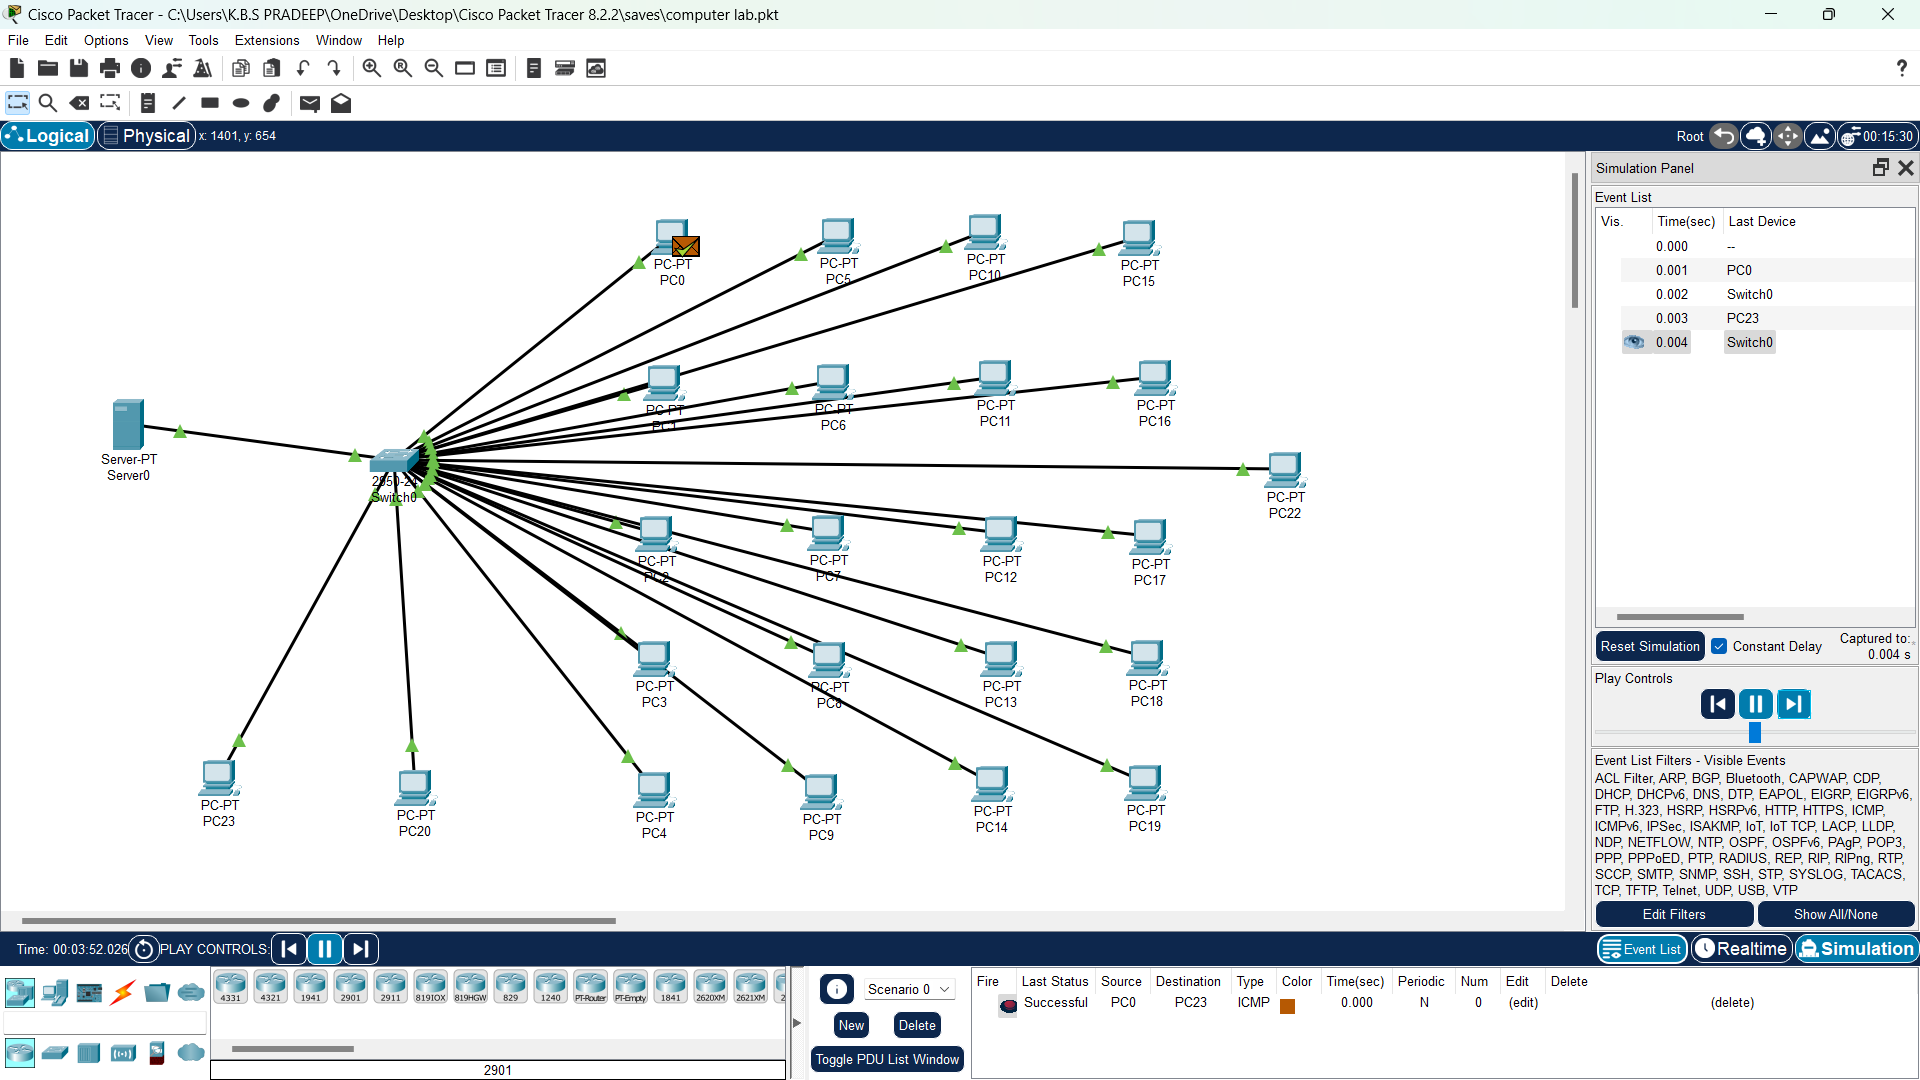 Cisco Packet Tracer - C:\Users\K.B.S PRADEEP\OneDrive\Desktop\Cisco Packet Tracer 8.2.2\saves\computer lab.pkt
File Edit Options View Tools Extensions Window Help
?
Logical Physical x: 1401, y: 654 Root 00:15:30
Simulation Panel
Event List
Vis. Time(sec) Last Device
0.000 --
0.001 PC0
0.002 Switch0
0.003 PC23
0.004 Switch0
PC-PT
PC0
PC-PT
PC5
PC-PT
PC10
PC-PT
PC15
PC-PT
PC1
PC-PT
PC6
PC-PT
PC11
PC-PT
PC16
Server-PT
Server0
2950-24
Switch0
PC-PT
PC22
PC-PT
PC2
PC-PT
PC7
PC-PT
PC12
PC-PT
PC17
PC-PT
PC3
PC-PT
PC8
PC-PT
PC13
PC-PT
PC18
PC-PT
PC23
PC-PT
PC20
PC-PT
PC4
PC-PT
PC9
PC-PT
PC14
PC-PT
PC19
Reset Simulation Constant Delay Captured to:
0.004 s
Play Controls
Event List Filters - Visible Events
ACL Filter, ARP, BGP, Bluetooth, CAPWAP, CDP,
DHCP, DHCPv6, DNS, DTP, EAPOL, EIGRP, EIGRPv6,
FTP, H.323, HSRP, HSRPv6, HTTP, HTTPS, ICMP,
ICMPv6, IPSec, ISAKMP, IoT, IoT TCP, LACP, LLDP,
NDP, NETFLOW, NTP, OSPF, OSPFv6, PAgP, POP3,
PPP, PPPoED, PTP, RADIUS, REP, RIP, RIPng, RTP,
SCCP, SMTP, SNMP, SSH, STP, SYSLOG, TACACS,
TCP, TFTP, Telnet, UDP, USB, VTP
Edit Filters Show All/None
Time: 00:03:52.026 PLAY CONTROLS: Event List Realtime Simulation
4331 4321 1941 2901 2911 819IOX 819HGW 829 1240 PT-Router PT-Empty 1841 2620XM 2621XM 2
2901
Scenario 0
New Delete
Toggle PDU List Window
Fire Last Status Source Destination Type Color Time(sec) Periodic Num Edit Delete
Successful PC0 PC23 ICMP 0.000 N 0 (edit) (delete)